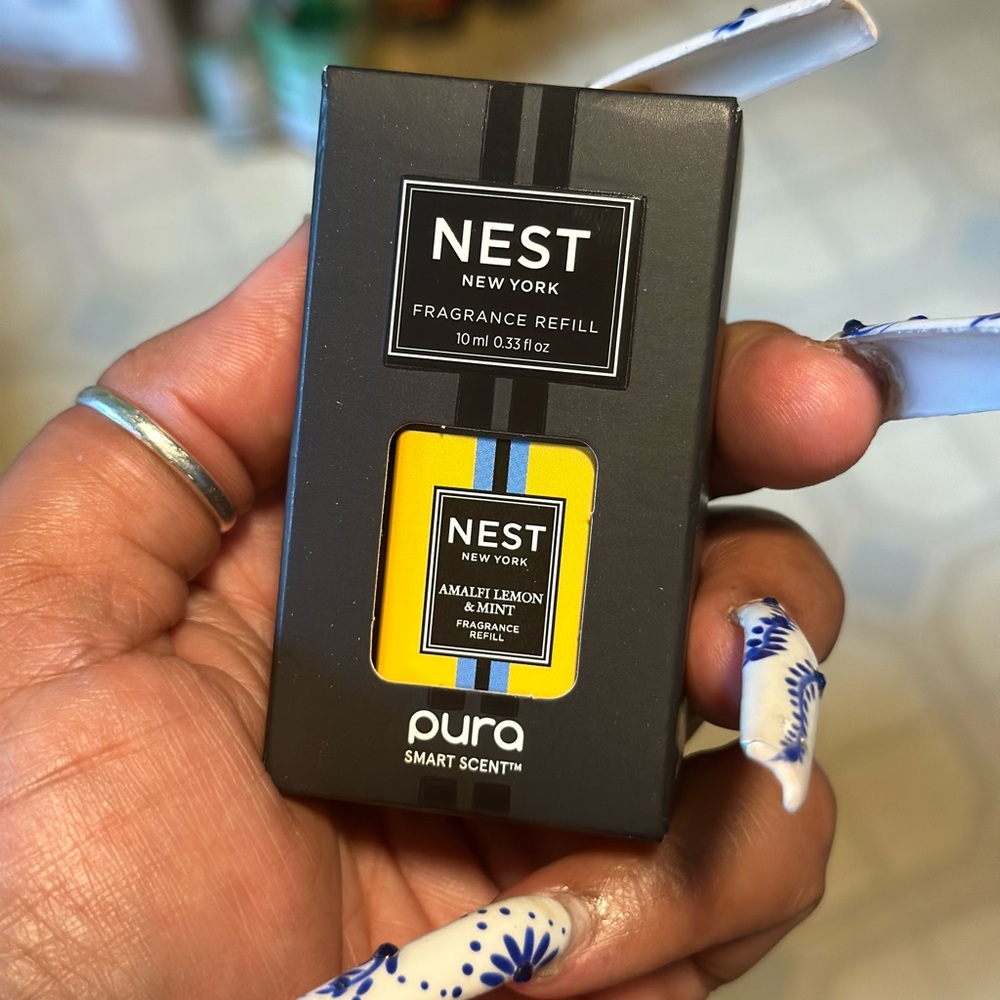 NEST
NEW YORK
FRAGRANCE REFILL
10 ml 0.33 fl oz
NEST
NEW YORK
AMALFI LEMON
& MINT
FRAGRANCE
REFILL
pura
SMART SCENT™